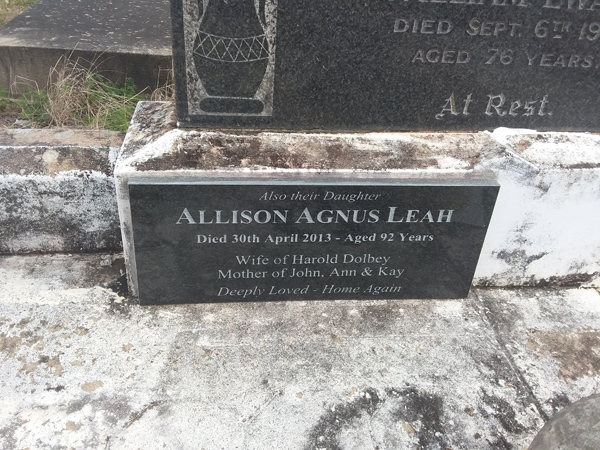 DIED SEPT. 6TH 19
AGED 76 YEARS.
At Rest.
Also their Daughter
ALLISON AGNUS LEAH
Died 30th April 2013 - Aged 92 Years
Wife of Harold Dolbey
Mother of John, Ann & Kay
Deeply Loved - Home Again